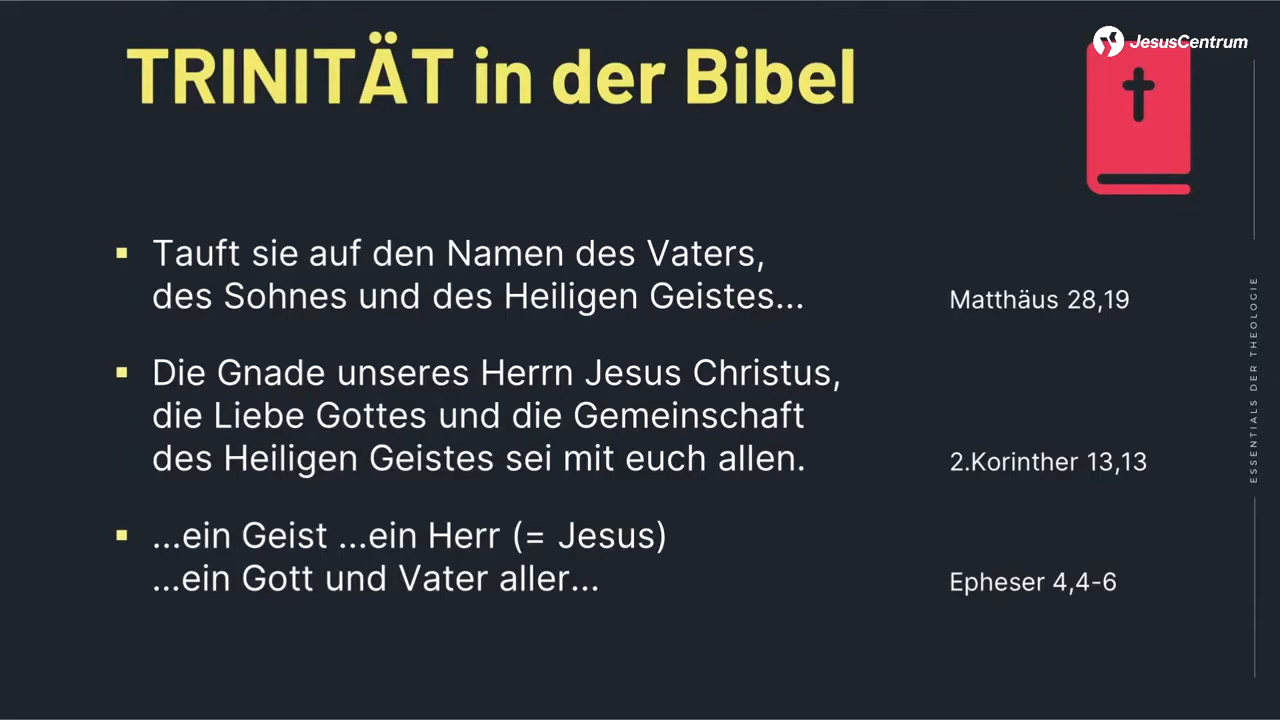 TRINITÄT in der Bibel
JesusCentrum
Tauft sie auf den Namen des Vaters,
des Sohnes und des Heiligen Geistes...
Matthäus 28,19
Die Gnade unseres Herrn Jesus Christus,
die Liebe Gottes und die Gemeinschaft
des Heiligen Geistes sei mit euch allen.
2.Korinther 13,13
...ein Geist ...ein Herr (= Jesus)
...ein Gott und Vater aller...
Epheser 4,4-6
ESSENTIALS DER THEOLOGIE